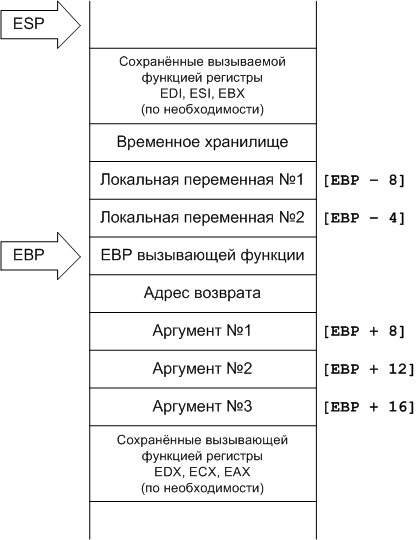 ESP
Сохранённые вызываемой
функцией регистры
EDI, ESI, EBX
(по необходимости)
Временное хранилище
Локальная переменная №1 [EBP – 8]
Локальная переменная №2 [EBP – 4]
EBP EBP вызывающей функции
Адрес возврата
Аргумент №1 [EBP + 8]
Аргумент №2 [EBP + 12]
Аргумент №3 [EBP + 16]
Сохранённые вызывающей
функцией регистры
EDX, ECX, EAX
(по необходимости)